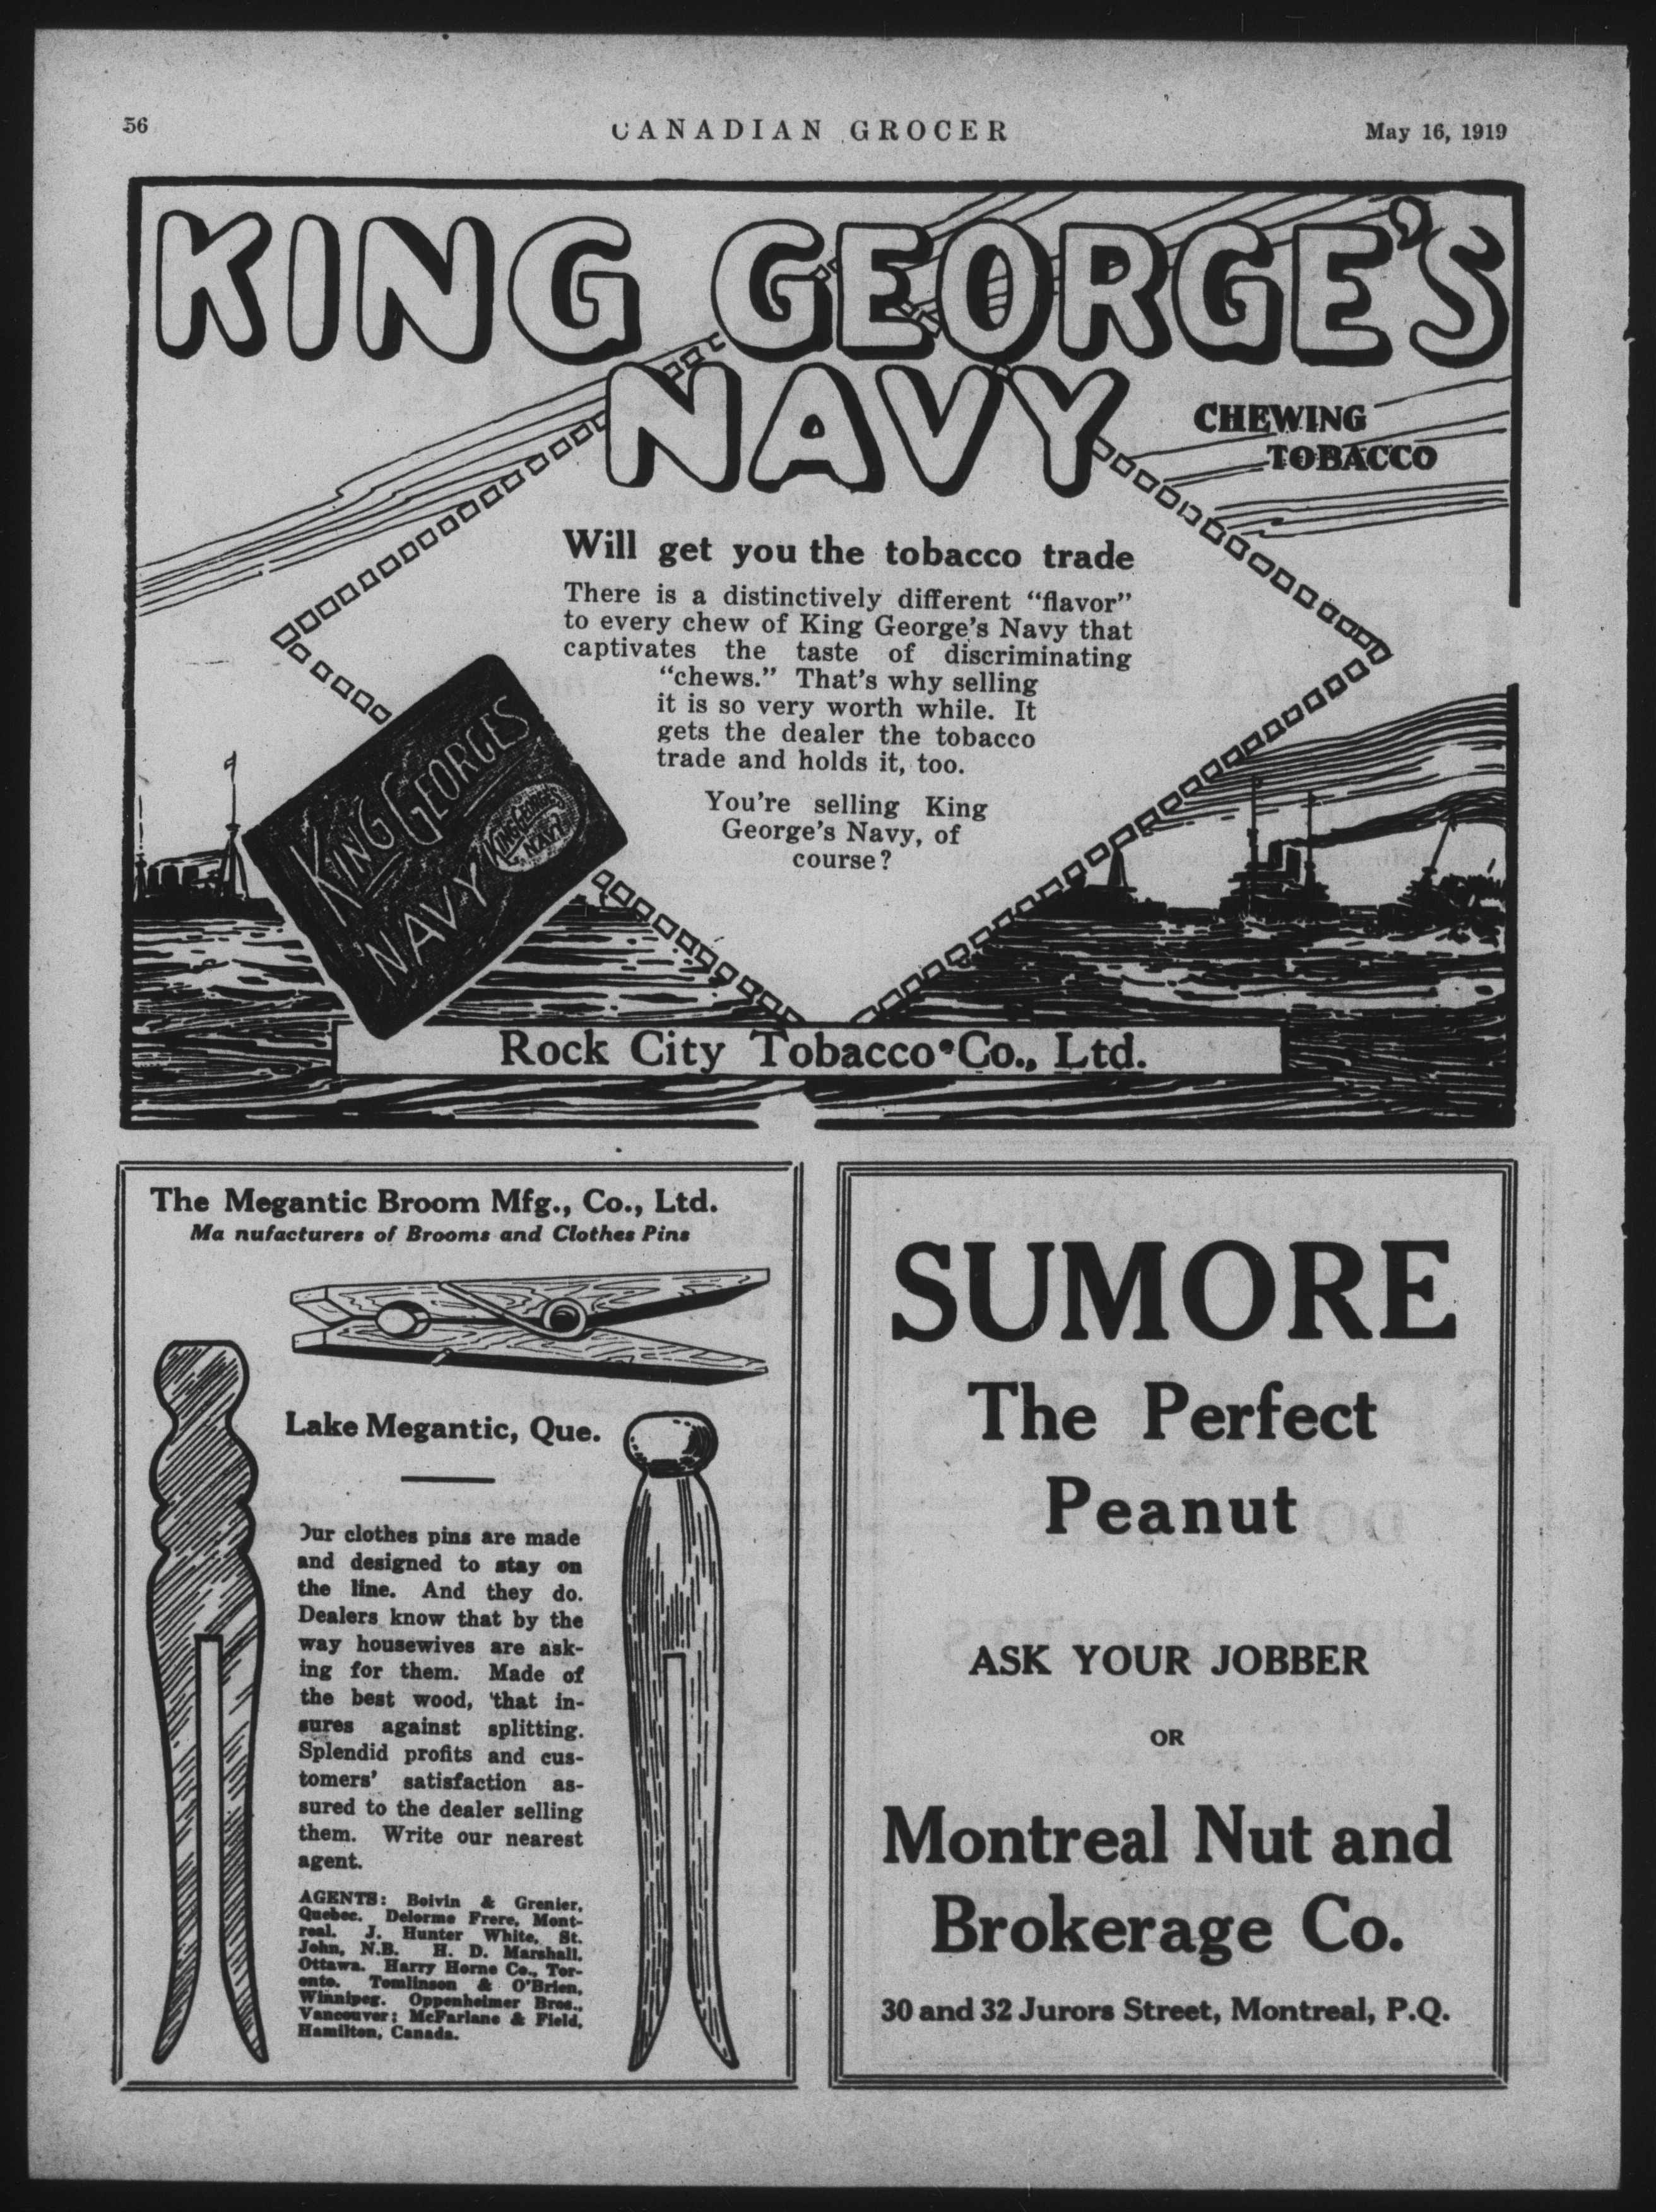 56
CANADIAN GROCER
May 16, 1919
KING GEORGE'S
NAVY
CHEWING
TOBACCO
Will get you the tobacco trade
There is a distinctively different "flavor"
to every chew of King George's Navy that
captivates the taste of discriminating
"chews." That's why selling
it is so very worth while. It
gets the dealer the tobacco
trade and holds it, too.
You're selling King
George's Navy, of
course?
KING GEORGES
NAVY
KING GEORGES
NAVY
Rock City Tobacco Co., Ltd.
The Megantic Broom Mfg., Co., Ltd.
Ma nufacturers of Brooms and Clothes Pins
Lake Megantic, Que.
Our clothes pins are made
and designed to stay on
the line. And they do.
Dealers know that by the
way housewives are ask-
ing for them. Made of
the best wood, that in-
sures against splitting.
Splendid profits and cus-
tomers' satisfaction as-
sured to the dealer selling
them. Write our nearest
agent.
AGENTS: Boivin & Grenier,
Quebec. Delorme Frere, Mont-
real. J. Hunter White, St.
John, N.B. H. D. Marshall,
Ottawa. Harry Horne Co., Tor-
onto. Tomlinson & O'Brien,
Winnipeg. Oppenheimer Bros.,
Vancouver; McFarlane & Field,
Hamilton, Canada.
SUMORE
The Perfect
Peanut
ASK YOUR JOBBER
OR
Montreal Nut and
Brokerage Co.
30 and 32 Jurors Street, Montreal, P.Q.